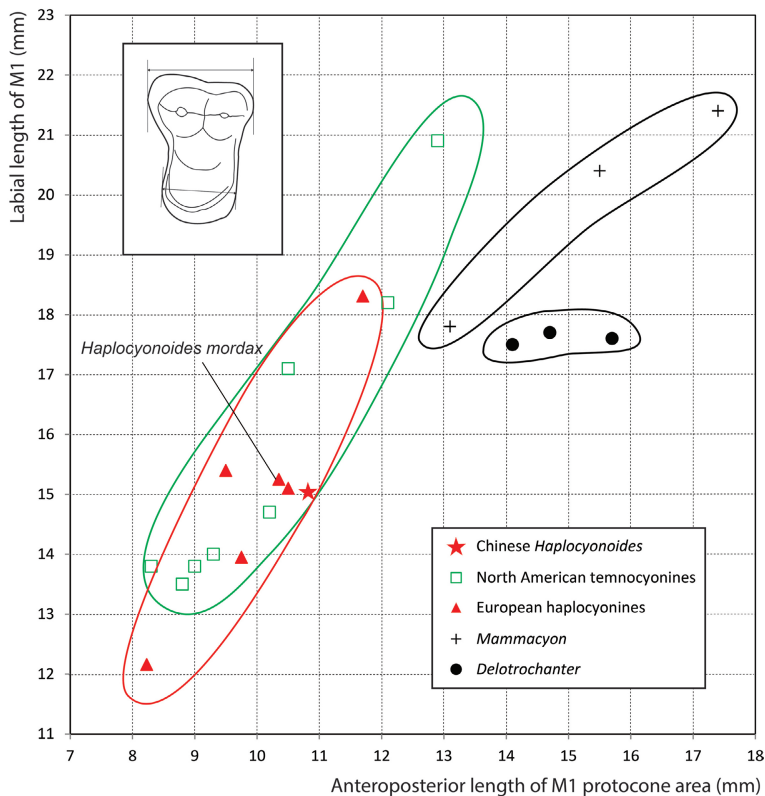 Labial length of M1 (mm)
23
22
21
20
19
18
17
16
15
14
13
12
11
Haplocyonoides mordax
Chinese Haplocyonoides
North American temnocyonines
European haplocyonines
Mammacyon
Delotrochanter
7 8 9 10 11 12 13 14 15 16 17 18
Anteroposterior length of M1 protocone area (mm)